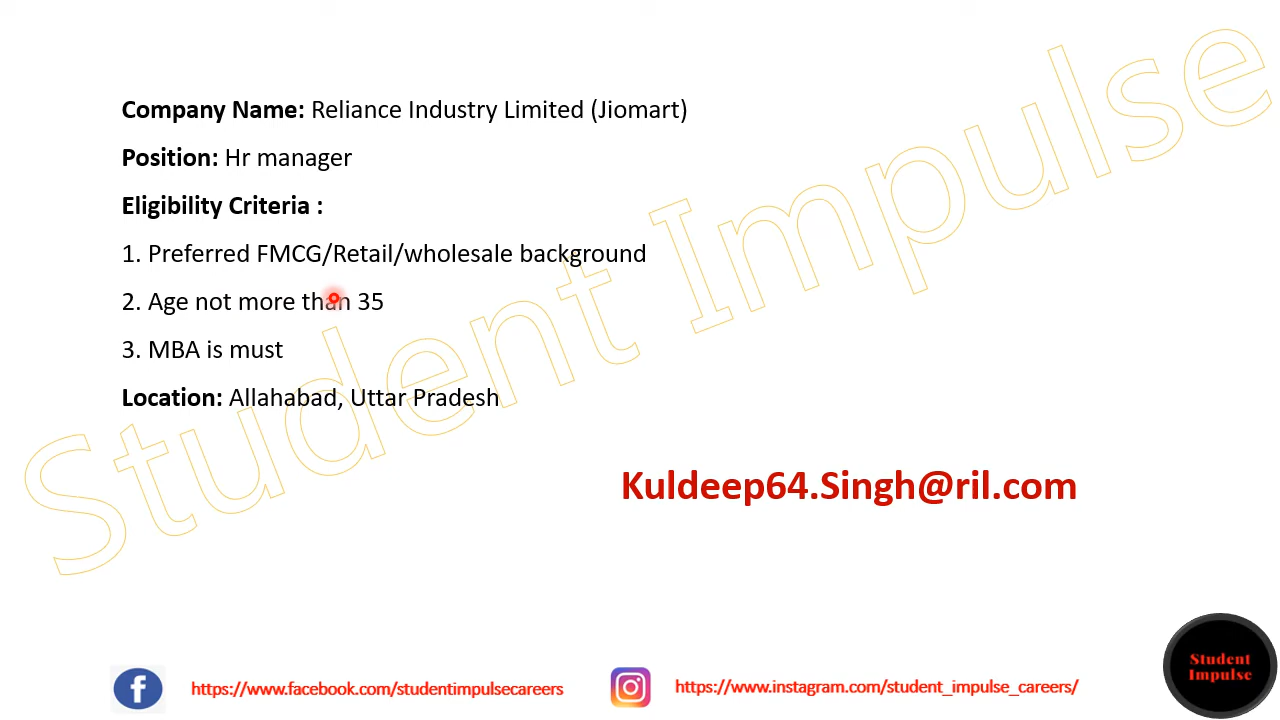 Company Name: Reliance Industry Limited (Jiomart)
Position: Hr manager
Eligibility Criteria :
1. Preferred FMCG/Retail/wholesale background
2. Age not more than 35
3. MBA is must
Location: Allahabad, Uttar Pradesh
Student Impulse
Kuldeep64.Singh@ril.com
https://www.facebook.com/studentimpulsecareers
https://www.instagram.com/student_impulse_careers/
Student
Impulse